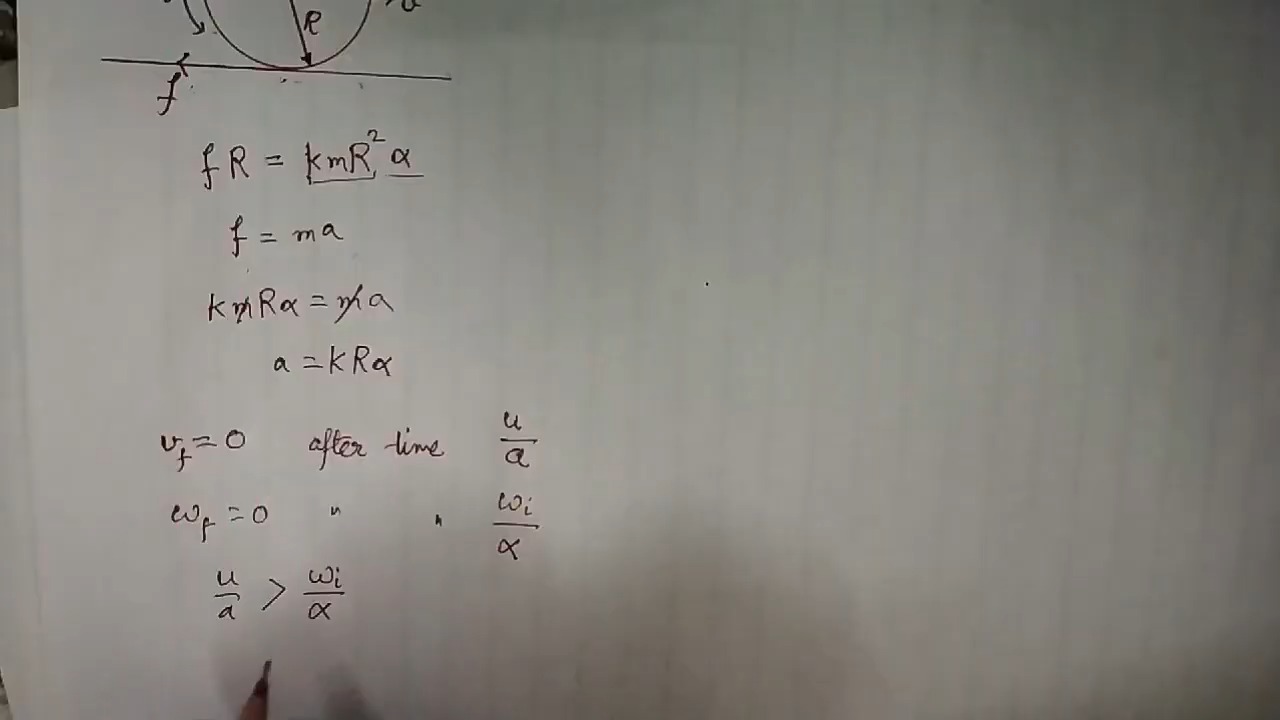 R
f
fR = kmR² α
f = ma
kmRα = ma
a = kRα
v_f = 0 after time u/a
ω_f = 0 " " ω_i/α
u/a > ω_i/α